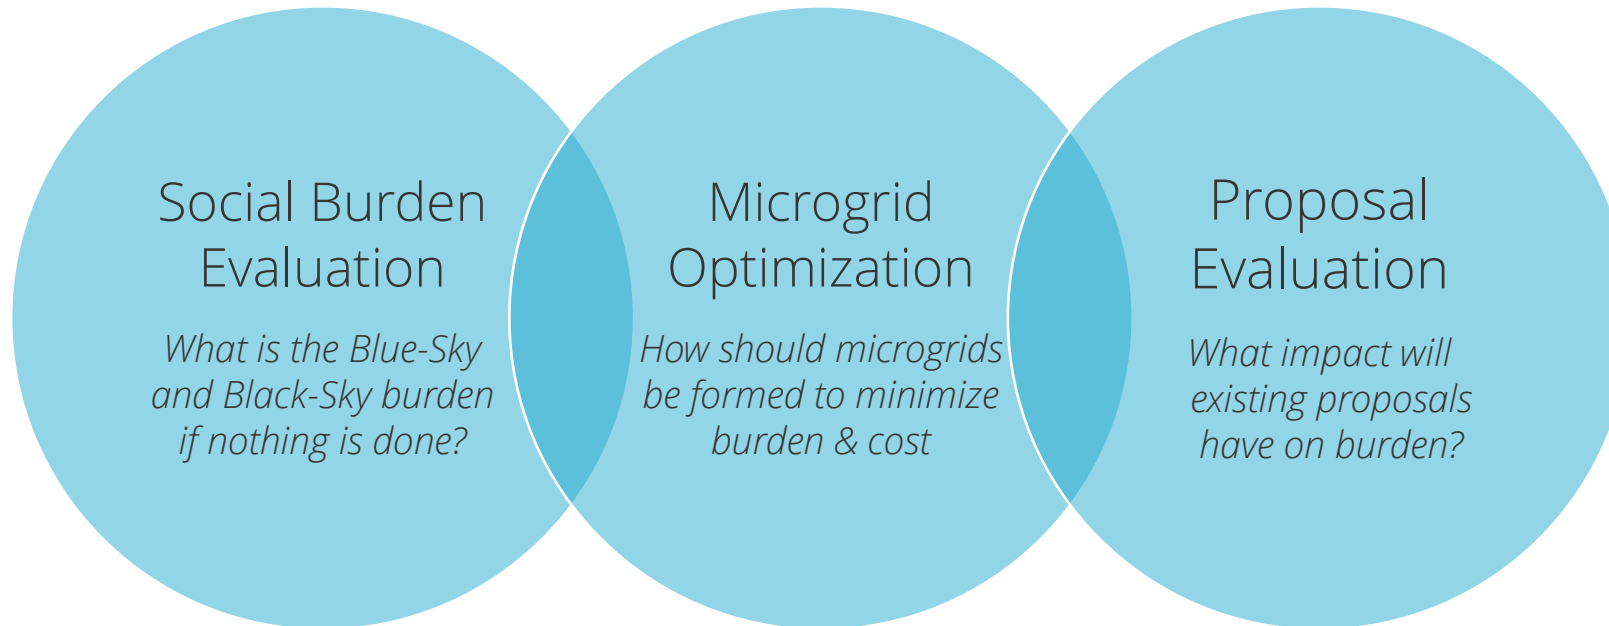 Social Burden
Evaluation
What is the Blue-Sky
and Black-Sky burden
if nothing is done?
Microgrid
Optimization
How should microgrids
be formed to minimize
burden & cost
Proposal
Evaluation
What impact will
existing proposals
have on burden?